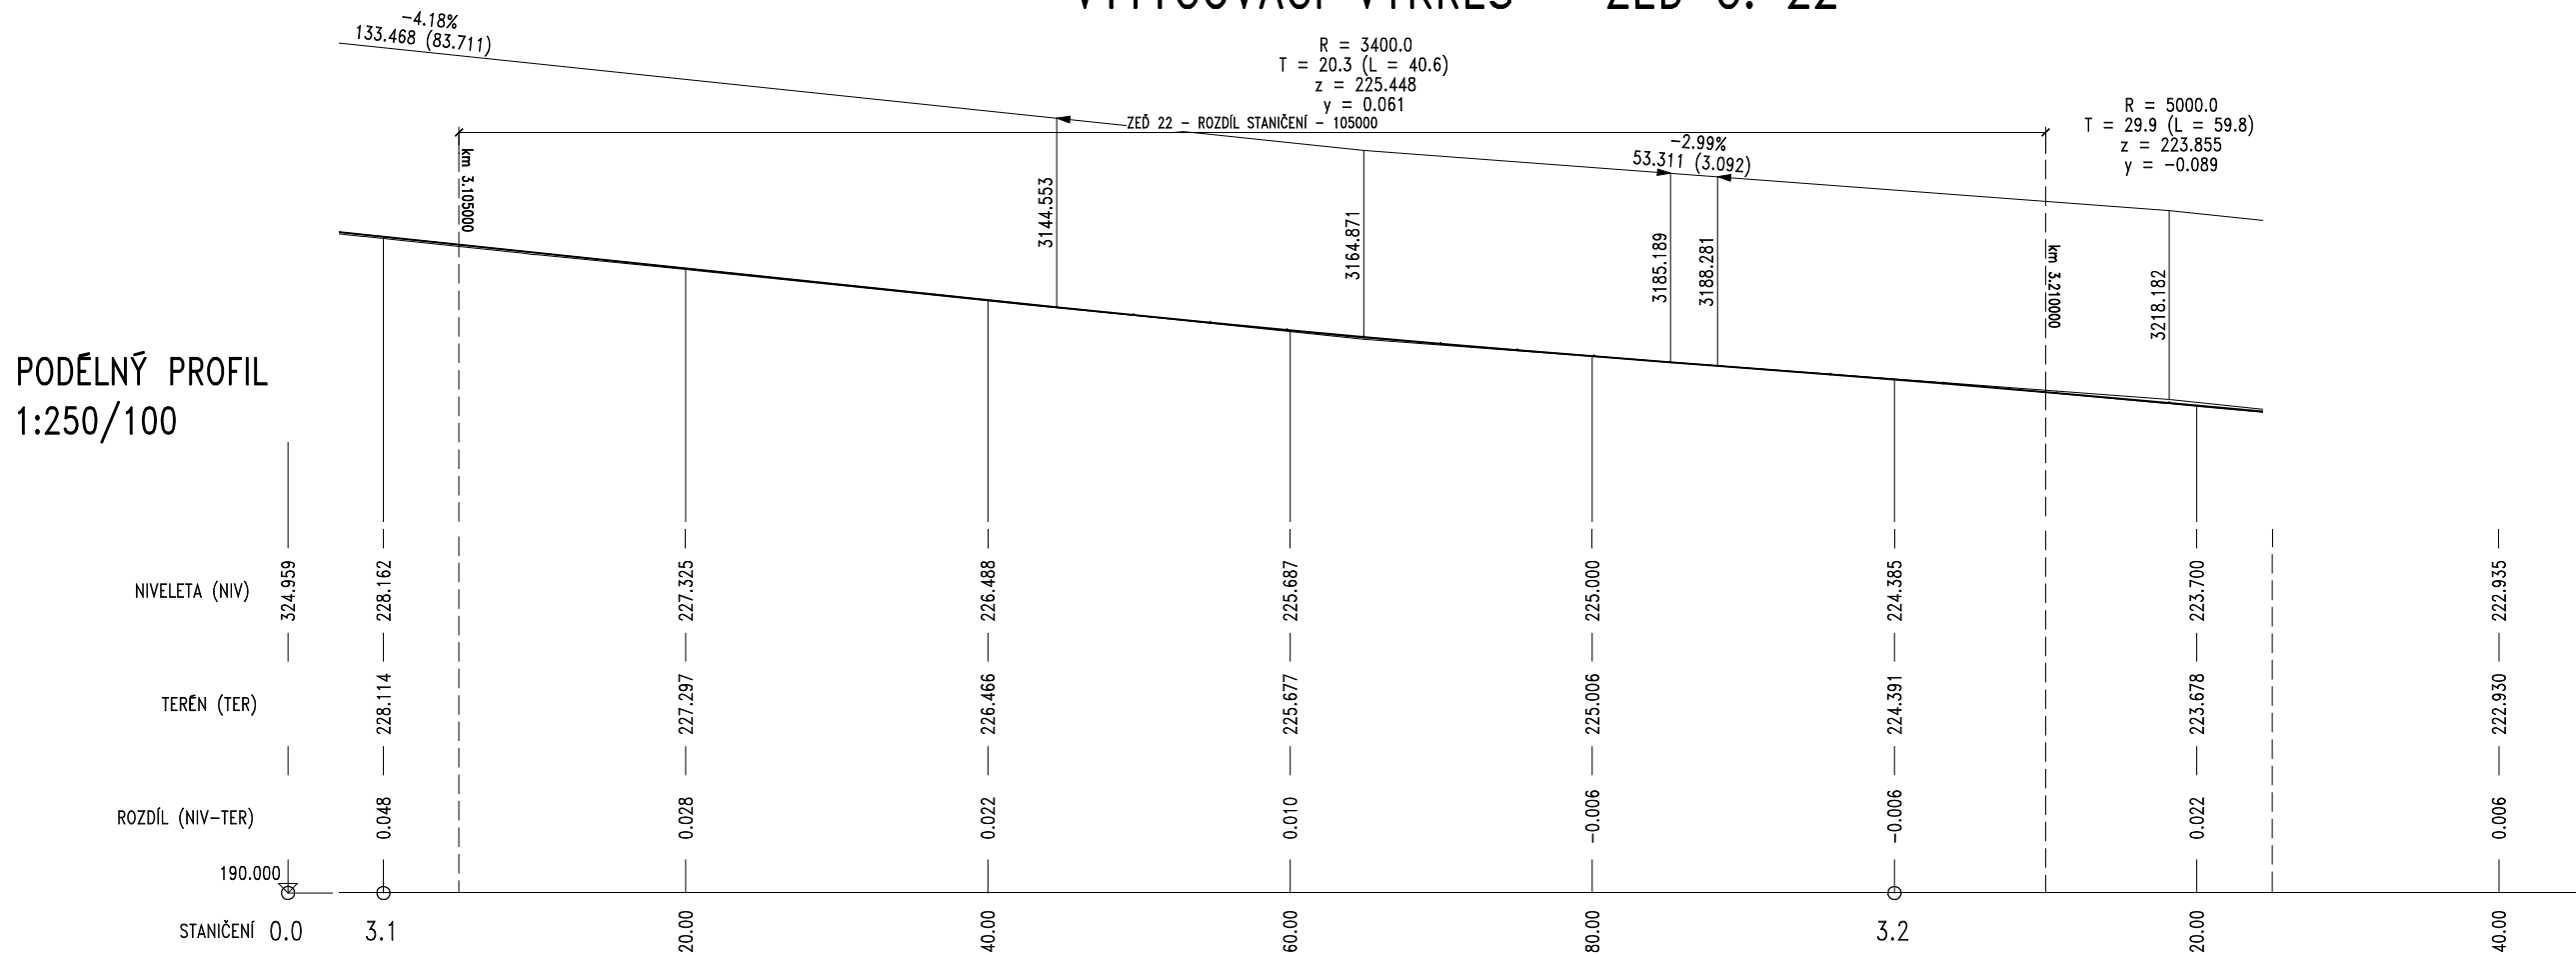 ZEĎ Č. 22
-4.18%
133.468 (83.711)
R = 3400.0
T = 20.3 (L = 40.6)
z = 225.448
y = 0.061
ZEĎ 22 - ROZDÍL STANIČENÍ - 105000
-2.99%
53.311 (3.092)
R = 5000.0
T = 29.9 (L = 59.8)
z = 223.855
y = -0.089
km 3.105000
3144.553
3164.871
3185.189
3188.281
km 3.21000
3218.182
PODÉLNÝ PROFIL
1:250/100
NIVELETA (NIV) 324.959 228.162 227.325 226.488 225.687 225.000 224.385 223.700 222.935
TERÉN (TER) 228.114 227.297 226.466 225.677 225.006 224.391 223.678 222.930
ROZDÍL (NIV-TER) 0.048 0.028 0.022 0.010 -0.006 -0.006 0.022 0.006
190.000
STANIČENÍ 0.0 3.1 20.00 40.00 60.00 80.00 3.2 20.00 40.00